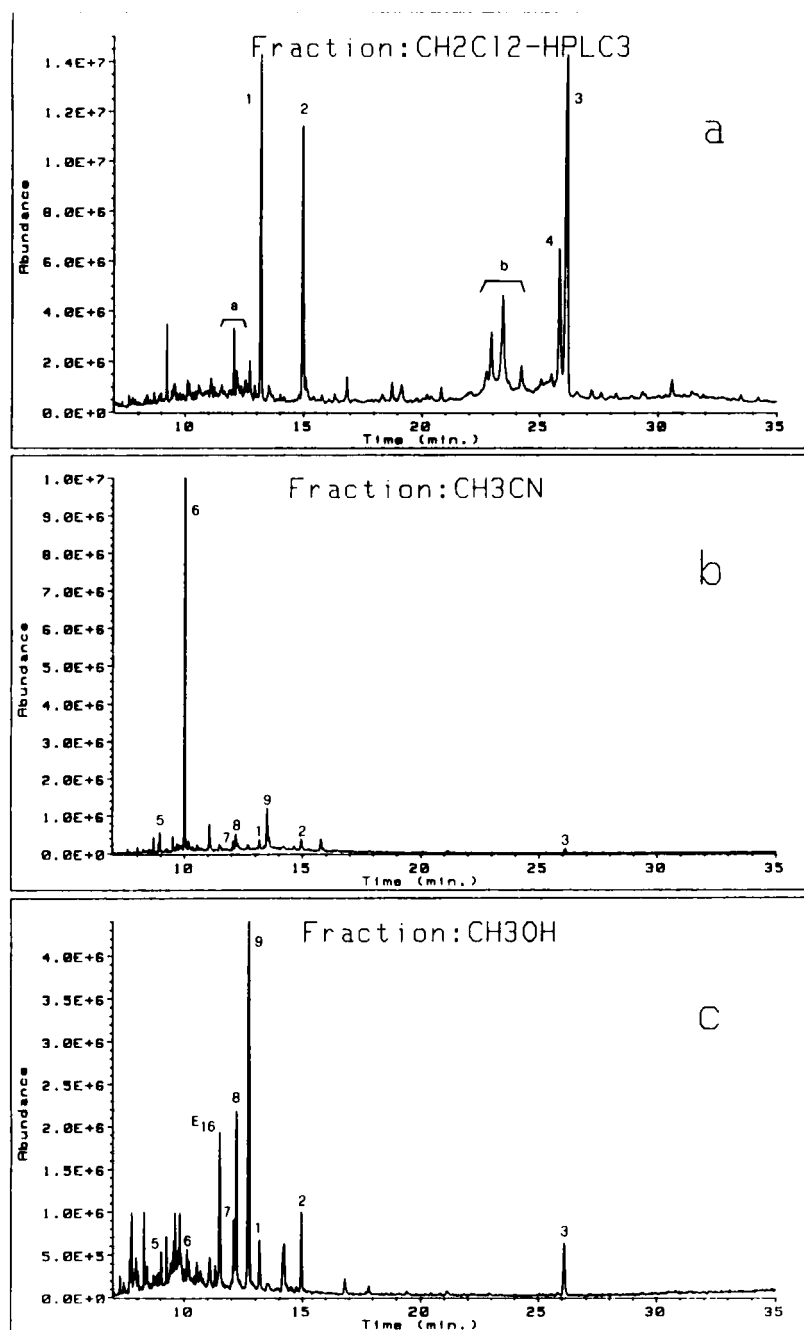 Fraction:CH2Cl2-HPLC3
a
Abundance
1.4E+7
1.2E+7
1.0E+7
8.0E+6
6.0E+6
4.0E+6
2.0E+6
0.0E+0
1
2
3
4
a
b
10 15 20 25 30 35
Time (min.)
Fraction:CH3CN
b
Abundance
1.0E+7
9.0E+6
8.0E+6
7.0E+6
6.0E+6
5.0E+6
4.0E+6
3.0E+6
2.0E+6
1.0E+6
0.0E+0
6
5
7 8 1 9 2 3
10 15 20 25 30 35
Time (min.)
Fraction:CH3OH
c
Abundance
4.0E+6
3.5E+6
3.0E+6
2.5E+6
2.0E+6
1.5E+6
1.0E+6
5.0E+5
0.0E+0
9
8
E16
7
5 6 1 2 3
10 15 20 25 30 35
Time (min.)